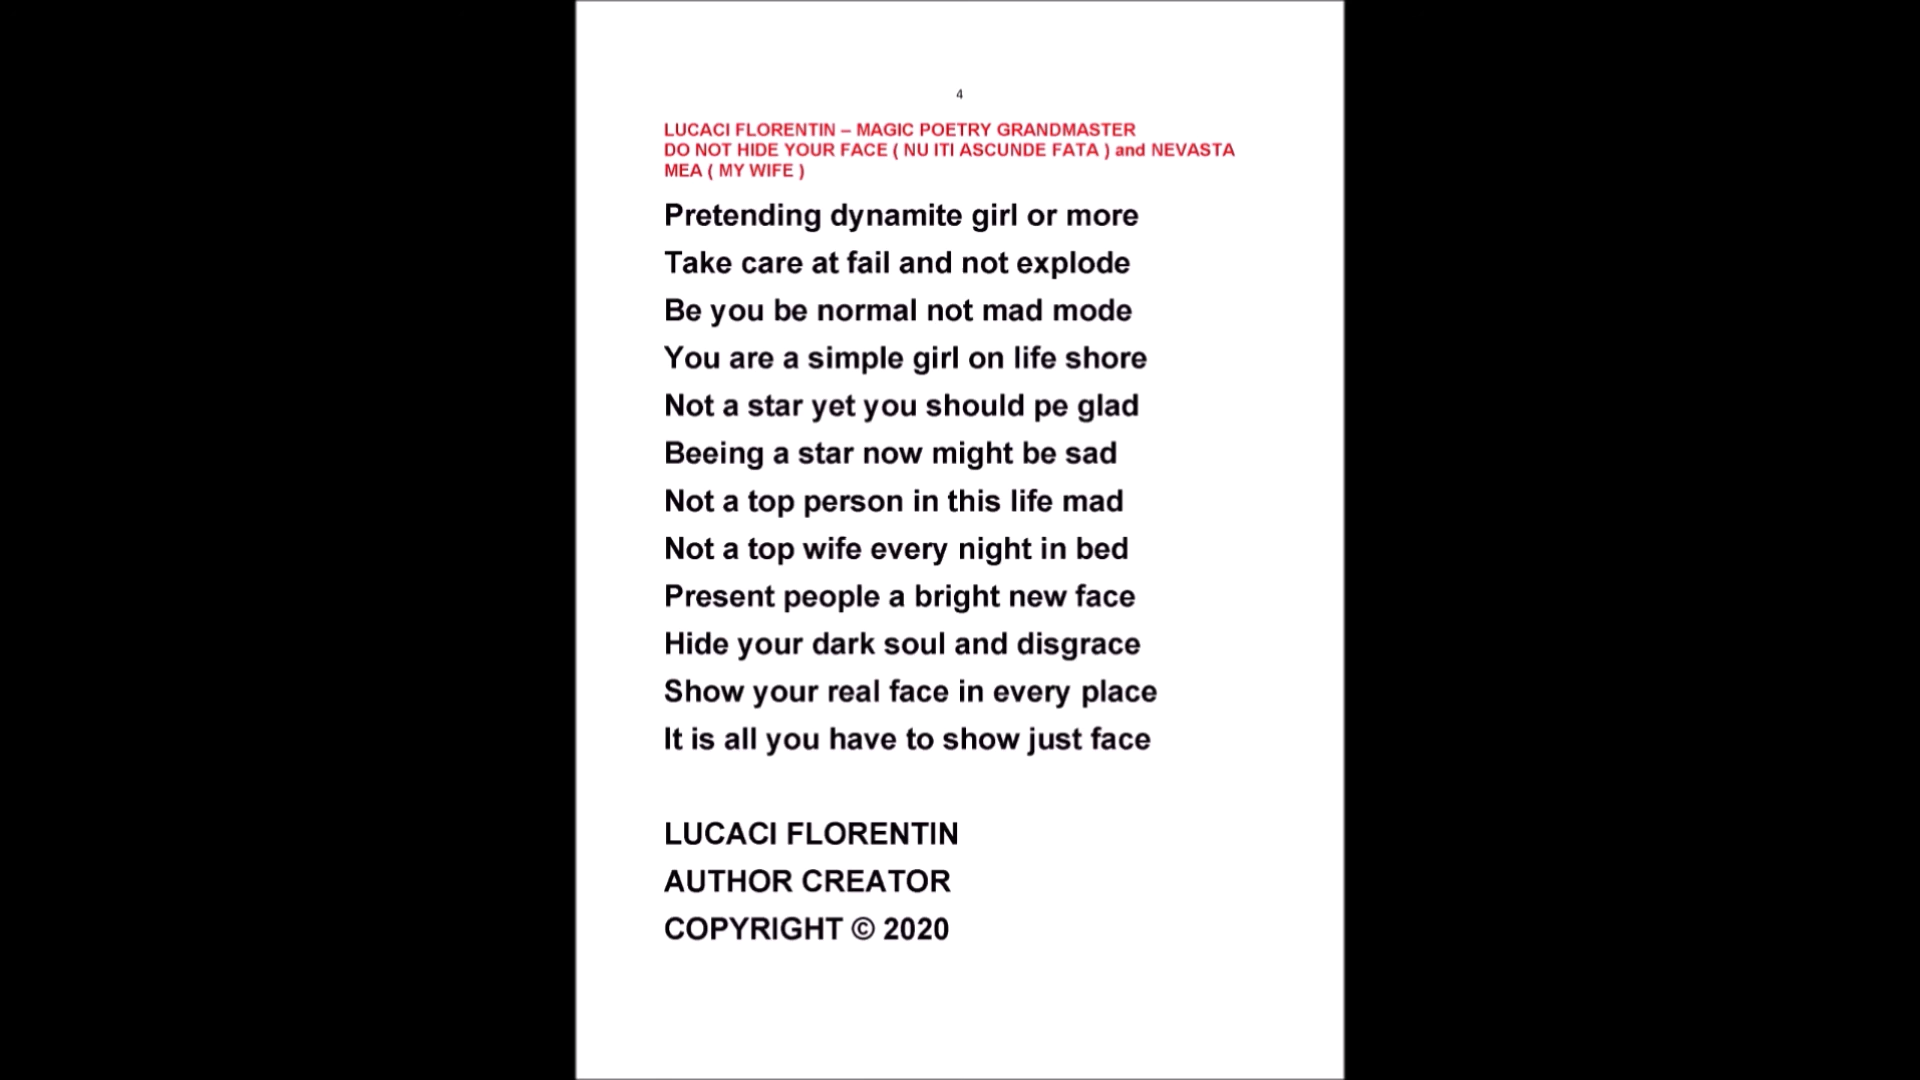 4
LUCACI FLORENTIN – MAGIC POETRY GRANDMASTER
DO NOT HIDE YOUR FACE ( NU ITI ASCUNDE FATA ) and NEVASTA
MEA ( MY WIFE )
Pretending dynamite girl or more
Take care at fail and not explode
Be you be normal not mad mode
You are a simple girl on life shore
Not a star yet you should pe glad
Beeing a star now might be sad
Not a top person in this life mad
Not a top wife every night in bed
Present people a bright new face
Hide your dark soul and disgrace
Show your real face in every place
It is all you have to show just face
LUCACI FLORENTIN
AUTHOR CREATOR
COPYRIGHT © 2020